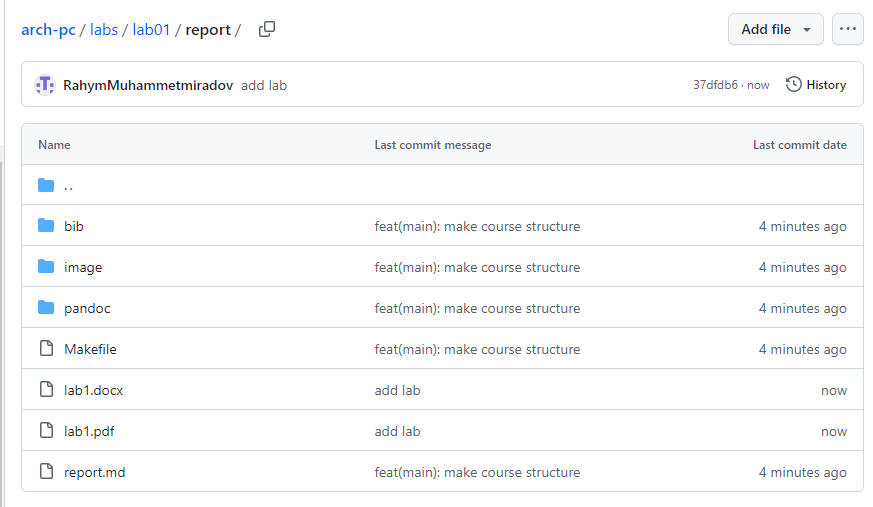 arch-pc / labs / lab01 / report /
Add file
RahymMuhammetmiradov add lab
37dfdb6 · now
History
Name Last commit message Last commit date
..
bib feat(main): make course structure 4 minutes ago
image feat(main): make course structure 4 minutes ago
pandoc feat(main): make course structure 4 minutes ago
Makefile feat(main): make course structure 4 minutes ago
lab1.docx add lab now
lab1.pdf add lab now
report.md feat(main): make course structure 4 minutes ago